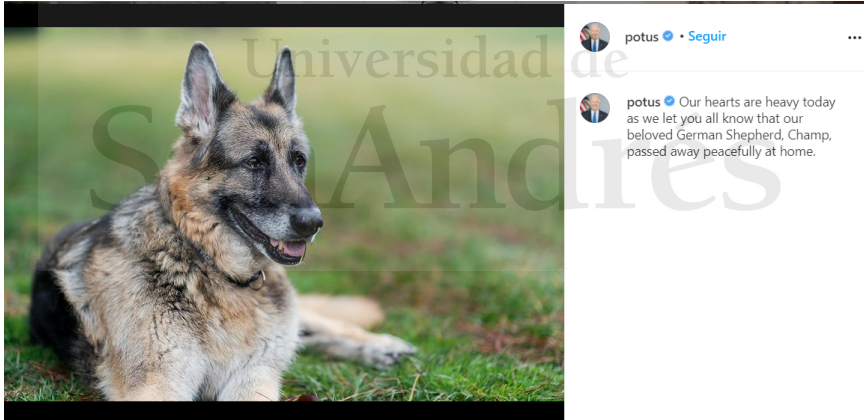 Universidad de
San Andrés
potus • Seguir
potus Our hearts are heavy today
as we let you all know that our
beloved German Shepherd, Champ,
passed away peacefully at home.